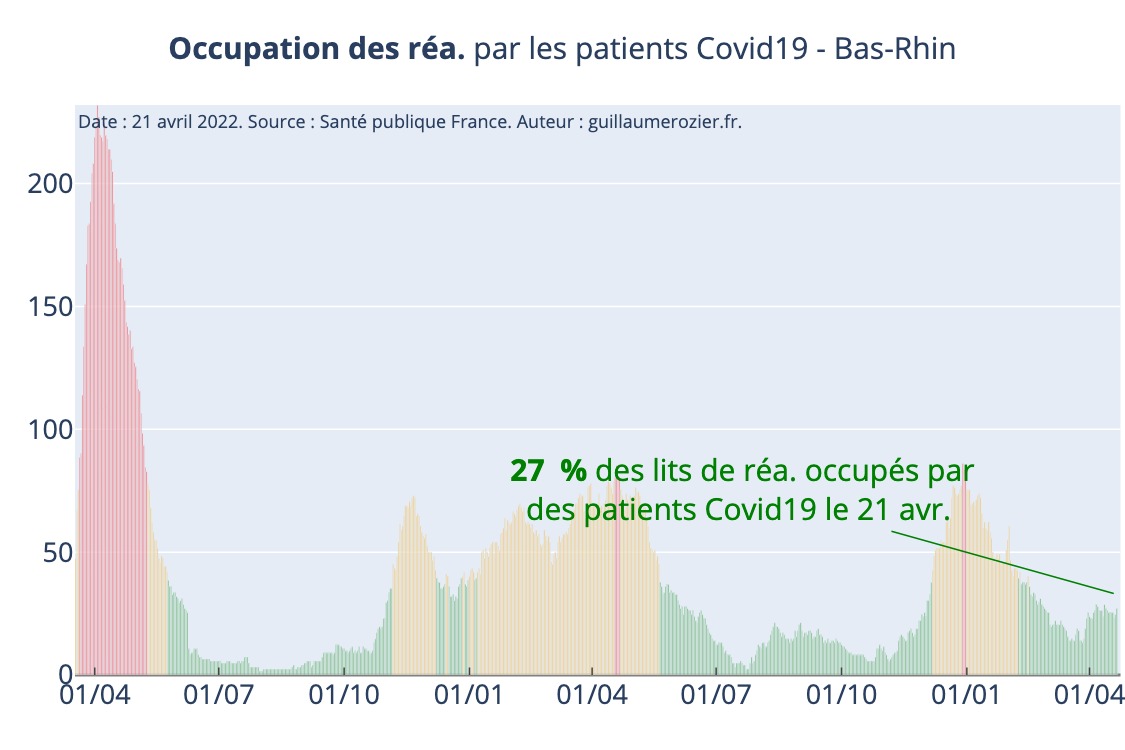 Occupation des réa. par les patients Covid19 - Bas-Rhin
Date : 21 avril 2022. Source : Santé publique France. Auteur : guillaumerozier.fr.
200
150
100
27 % des lits de réa. occupés par
des patients Covid19 le 21 avr.
50
0
01/04 01/07 01/10 01/01 01/04 01/07 01/10 01/01 01/04